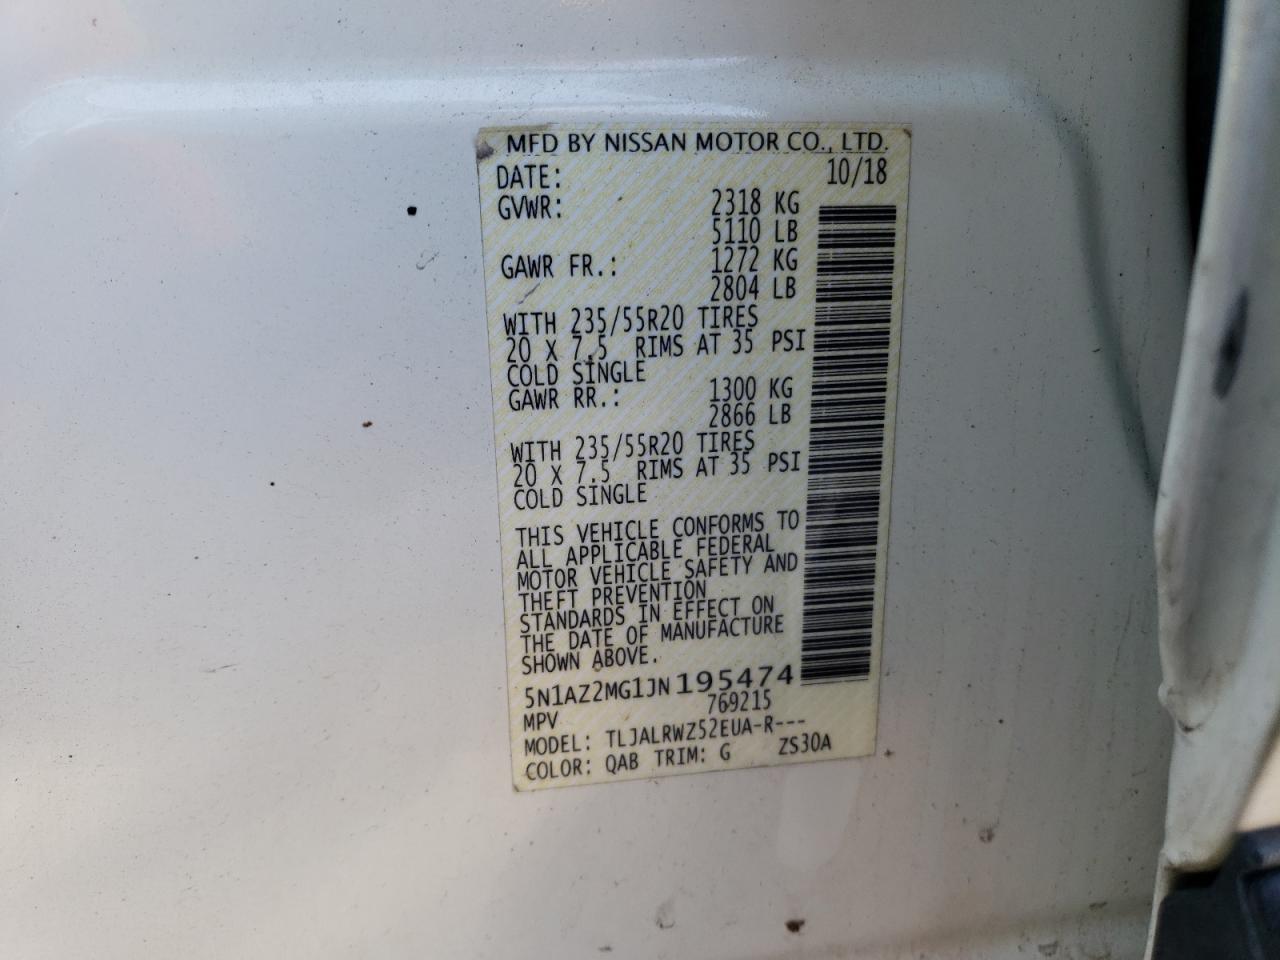 MFD BY NISSAN MOTOR CO., LTD.
DATE: 10/18
GVWR: 2318 KG
5110 LB
GAWR FR.: 1272 KG
2804 LB
WITH 235/55R20 TIRES
20 X 7.5 RIMS AT 35 PSI
COLD SINGLE
GAWR RR.: 1300 KG
2866 LB
WITH 235/55R20 TIRES
20 X 7.5 RIMS AT 35 PSI
COLD SINGLE
THIS VEHICLE CONFORMS TO
ALL APPLICABLE FEDERAL
MOTOR VEHICLE SAFETY AND
THEFT PREVENTION
STANDARDS IN EFFECT ON
THE DATE OF MANUFACTURE
SHOWN ABOVE.
5N1AZ2MG1JN195474
MPV 769215
MODEL: TLJALRWZ52EUA-R---
COLOR: QAB TRIM: G ZS30A